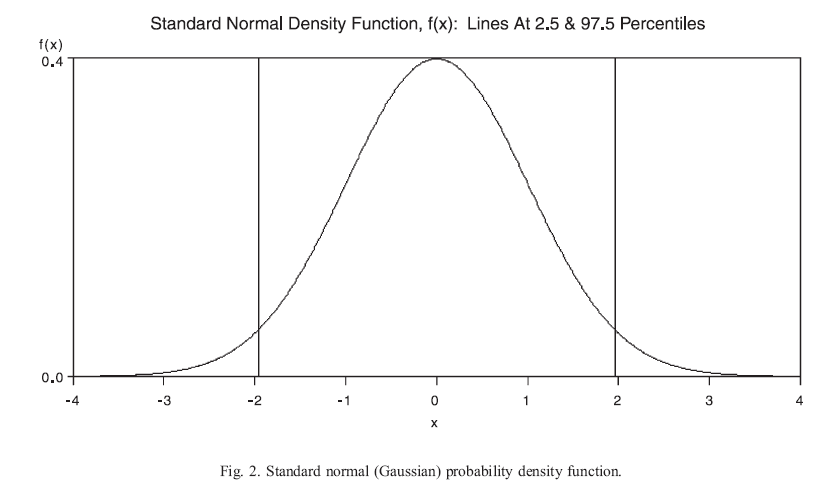 Standard Normal Density Function, f(x): Lines At 2.5 & 97.5 Percentiles
f(x)
0.4
0.0
-4 -3 -2 -1 0 1 2 3 4
x
Fig. 2. Standard normal (Gaussian) probability density function.